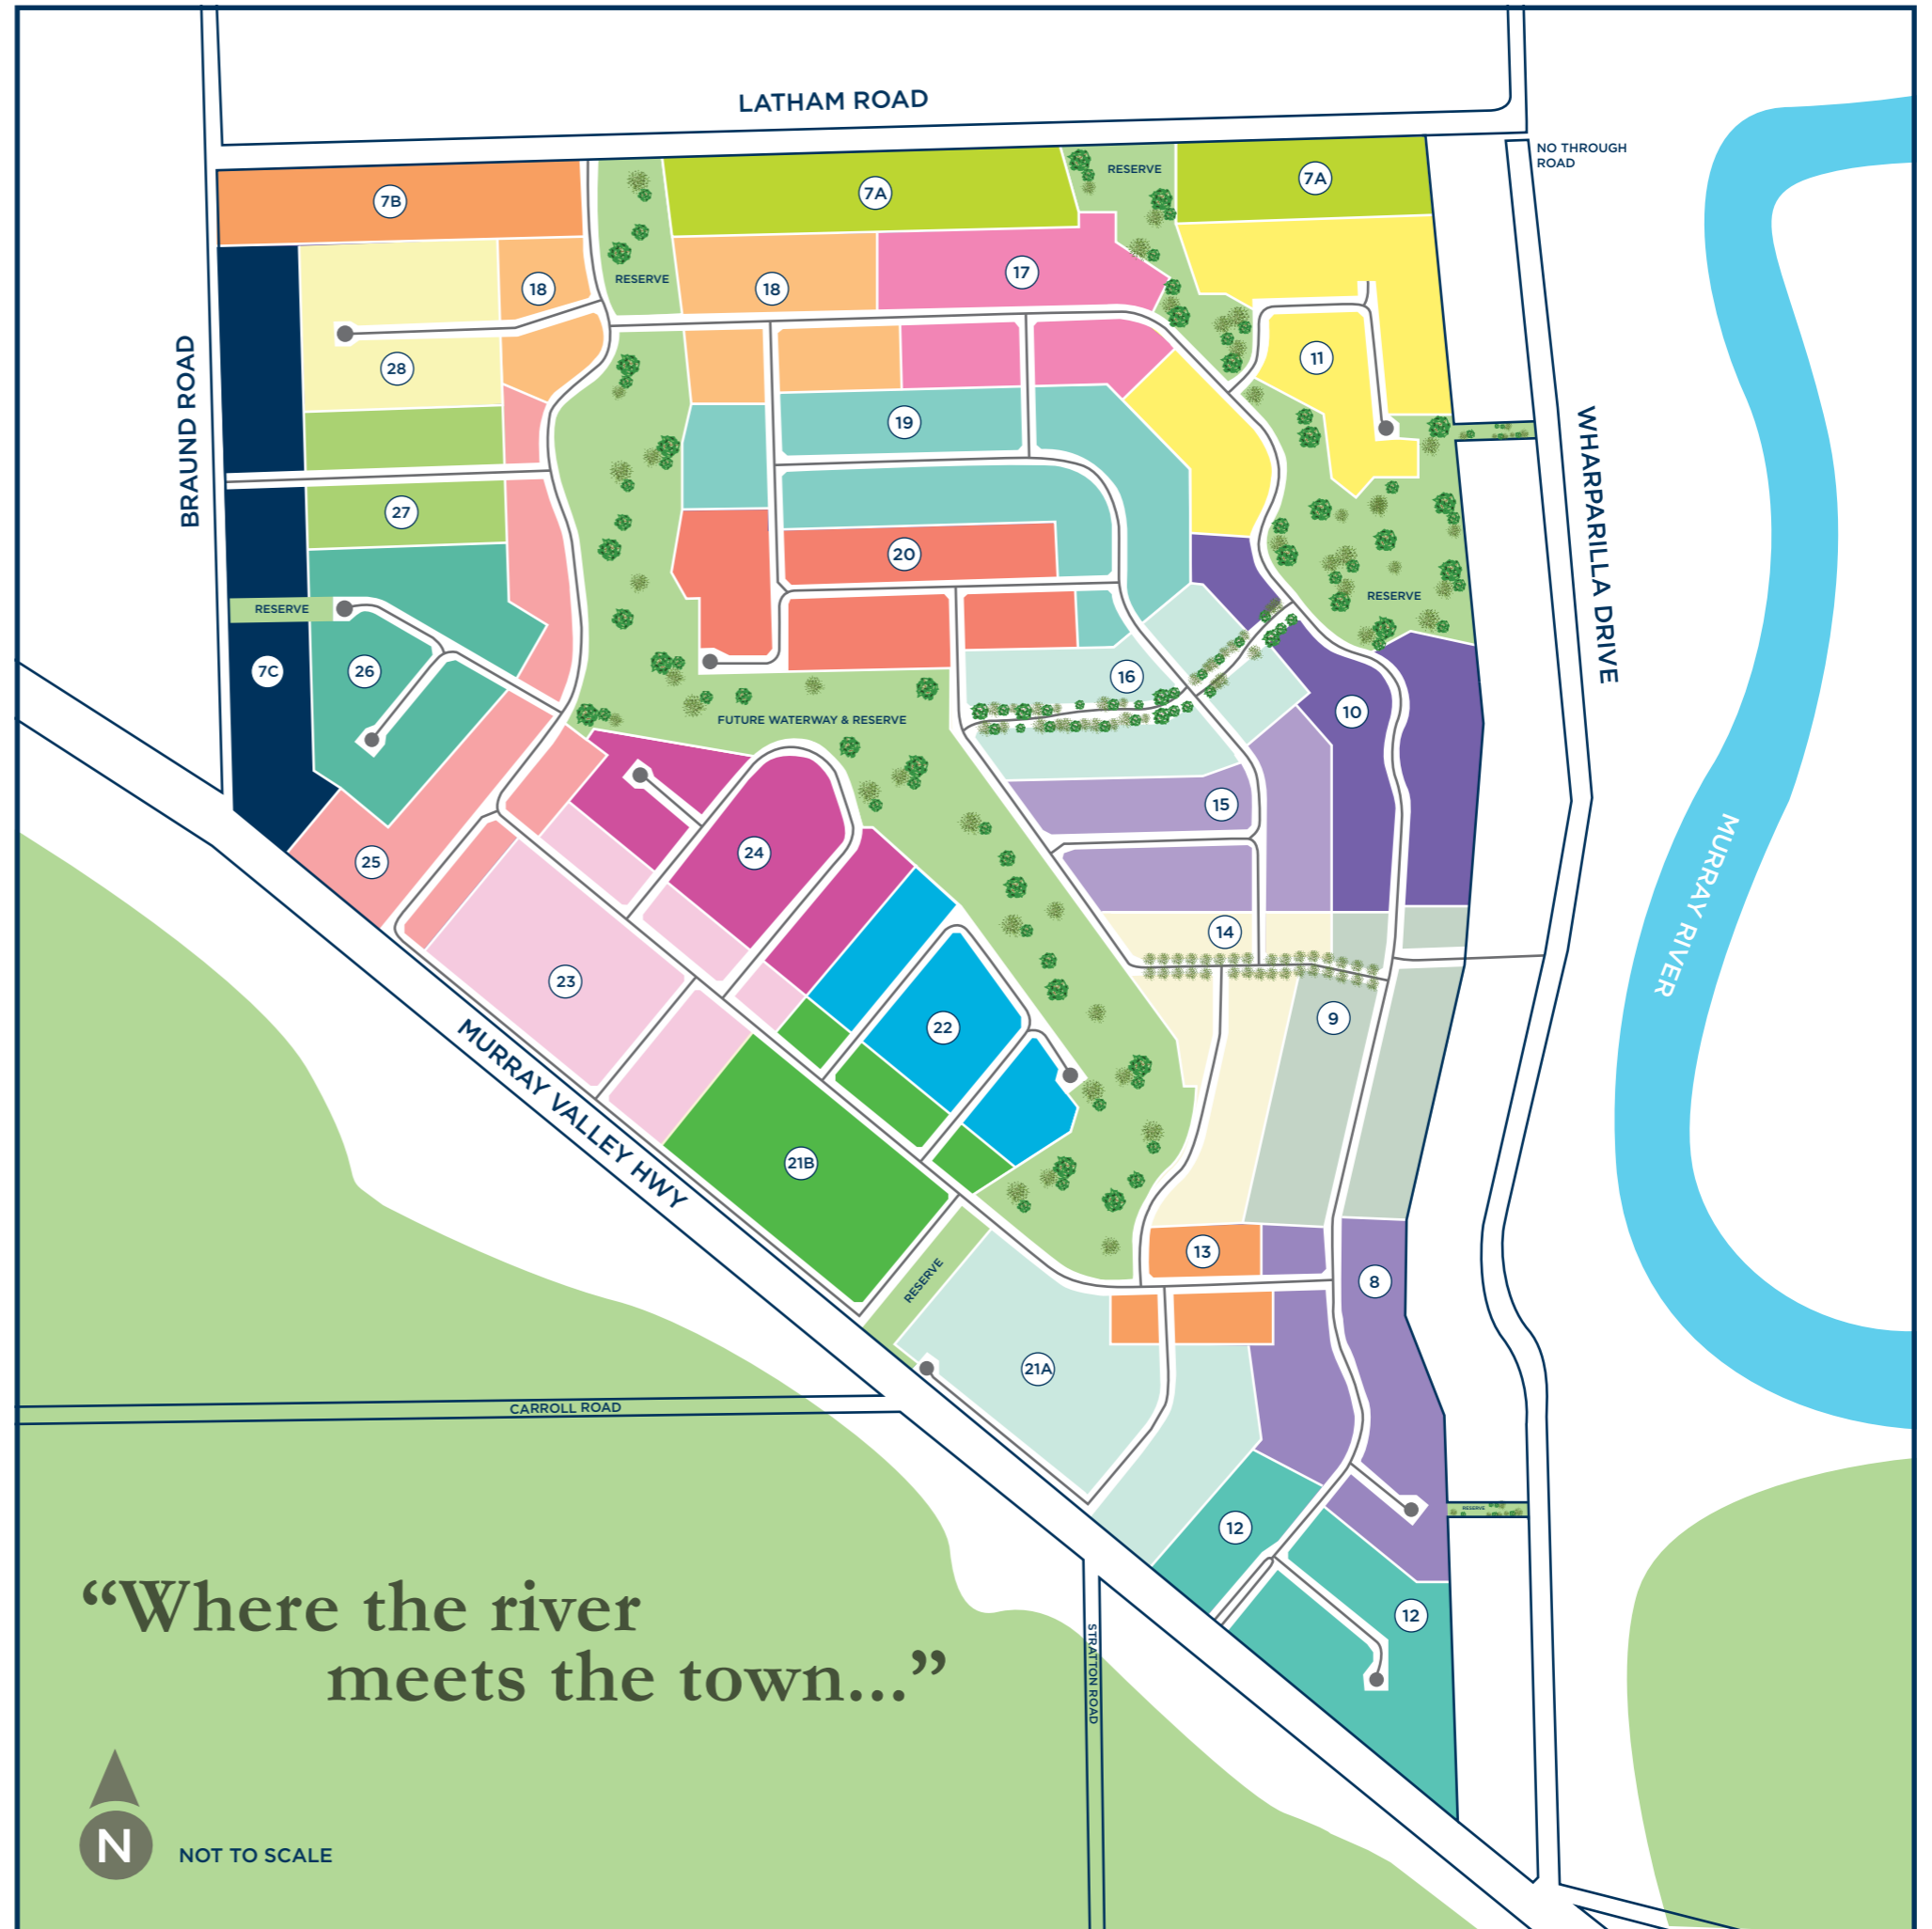 LATHAM ROAD
NO THROUGH
ROAD
RESERVE
7A
7A
7B
RESERVE
17
18
18
BRAUND ROAD
11
28
19
WHARPARILLA DRIVE
27
20
RESERVE
RESERVE
7C
26
16
10
FUTURE WATERWAY & RESERVE
15
24
25
MURRAY RIVER
14
23
9
22
MURRAY VALLEY HWY
21B
13
RESERVE
8
21A
CARROLL ROAD
RESERVE
12
“Where the river
meets the town...”
12
STRATTON ROAD
N
NOT TO SCALE